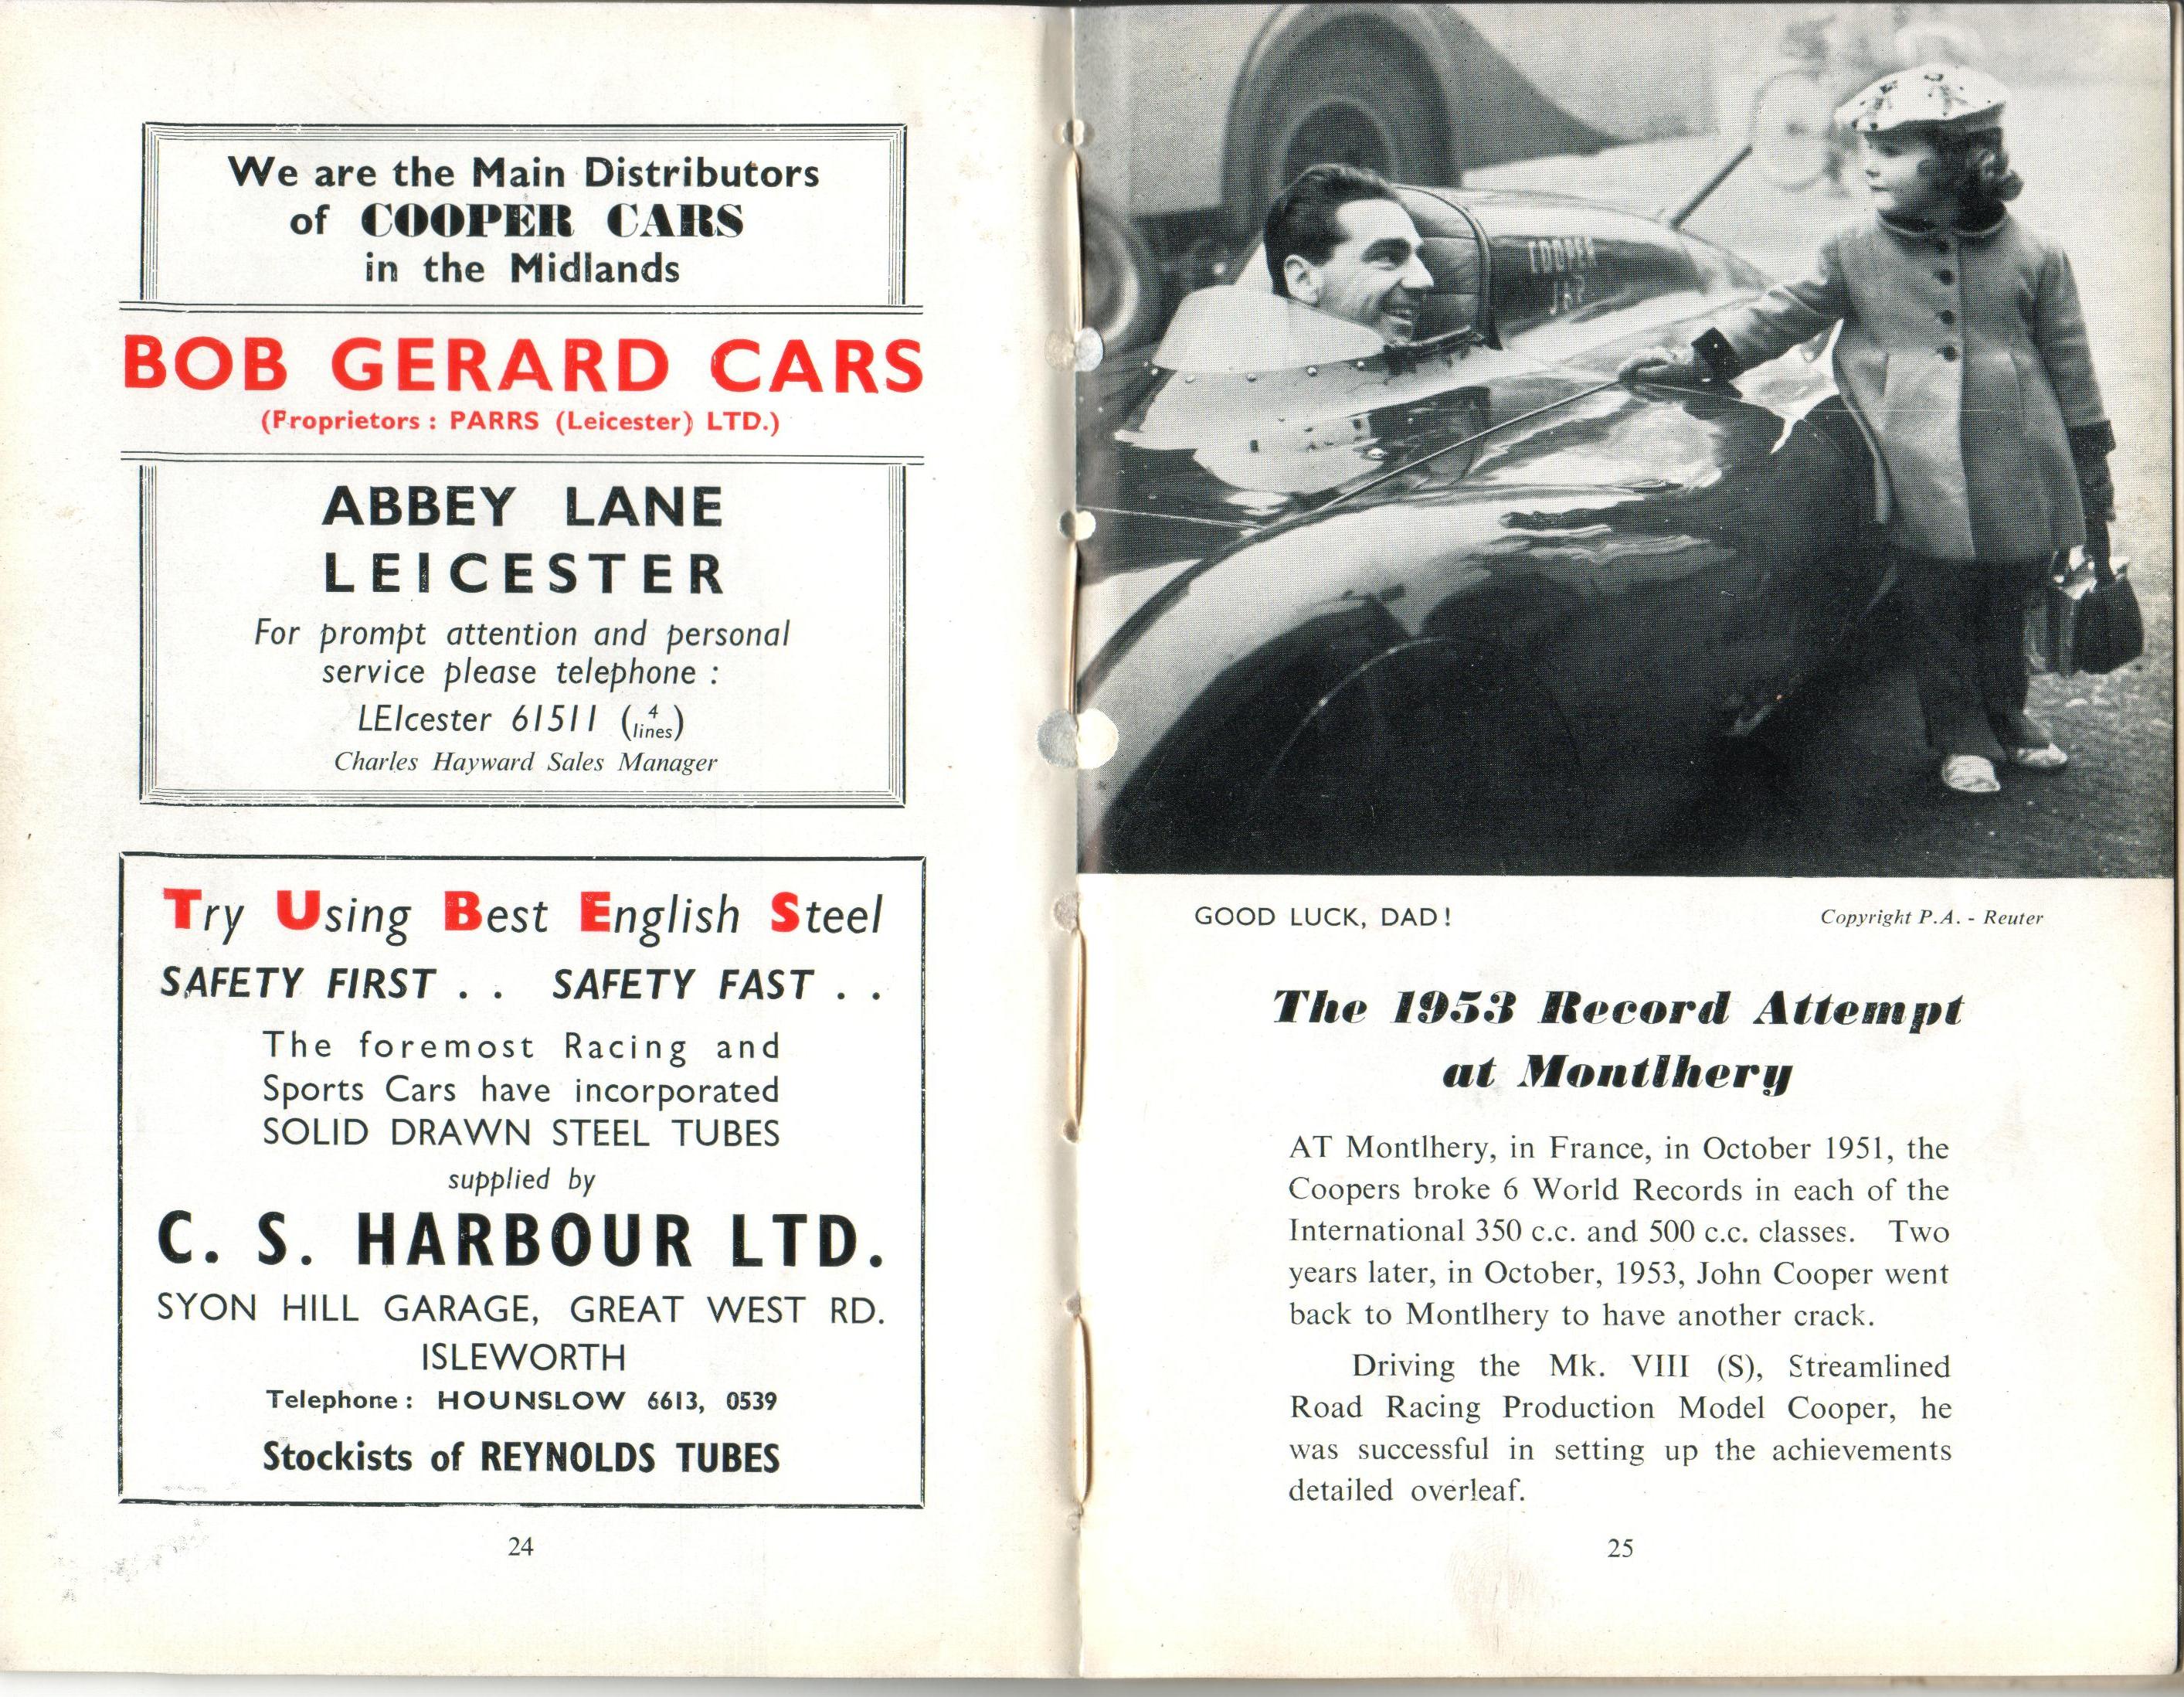 We are the Main Distributors
of COOPER CARS
in the Midlands
BOB GERARD CARS
(Proprietors : PARRS (Leicester) LTD.)
ABBEY LANE
LEICESTER
For prompt attention and personal
service please telephone :
LEIcester 61511 (4 lines)
Charles Hayward Sales Manager
Try Using Best English Steel
SAFETY FIRST . . SAFETY FAST . .
The foremost Racing and
Sports Cars have incorporated
SOLID DRAWN STEEL TUBES
supplied by
C. S. HARBOUR LTD.
SYON HILL GARAGE, GREAT WEST RD.
ISLEWORTH
Telephone : HOUNSLOW 6613, 0539
Stockists of REYNOLDS TUBES
24
COOPER
JAP
GOOD LUCK, DAD !
Copyright P.A. - Reuter
The 1953 Record Attempt
at Montlhery
AT Montlhery, in France, in October 1951, the
Coopers broke 6 World Records in each of the
International 350 c.c. and 500 c.c. classes. Two
years later, in October, 1953, John Cooper went
back to Montlhery to have another crack.
Driving the Mk. VIII (S), Streamlined
Road Racing Production Model Cooper, he
was successful in setting up the achievements
detailed overleaf.
25